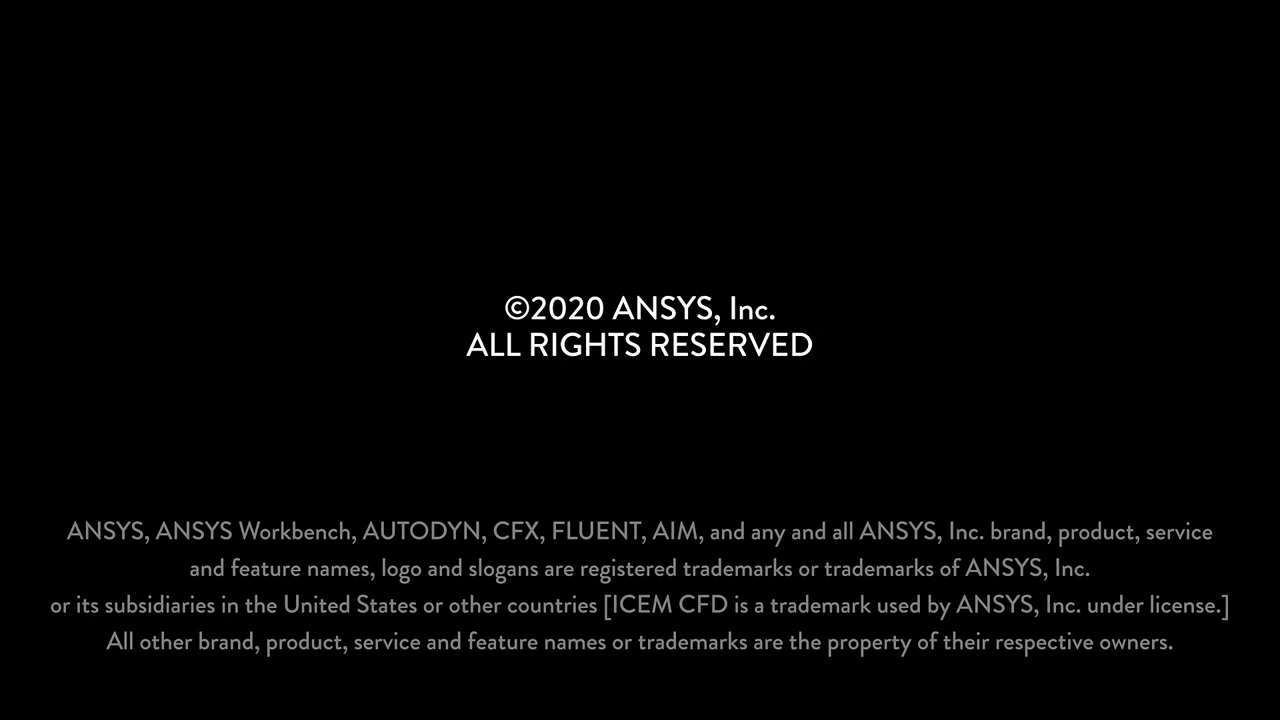 ©2020 ANSYS, Inc.
ALL RIGHTS RESERVED
ANSYS, ANSYS Workbench, AUTODYN, CFX, FLUENT, AIM, and any and all ANSYS, Inc. brand, product, service
and feature names, logo and slogans are registered trademarks or trademarks of ANSYS, Inc.
or its subsidiaries in the United States or other countries [ICEM CFD is a trademark used by ANSYS, Inc. under license.]
All other brand, product, service and feature names or trademarks are the property of their respective owners.